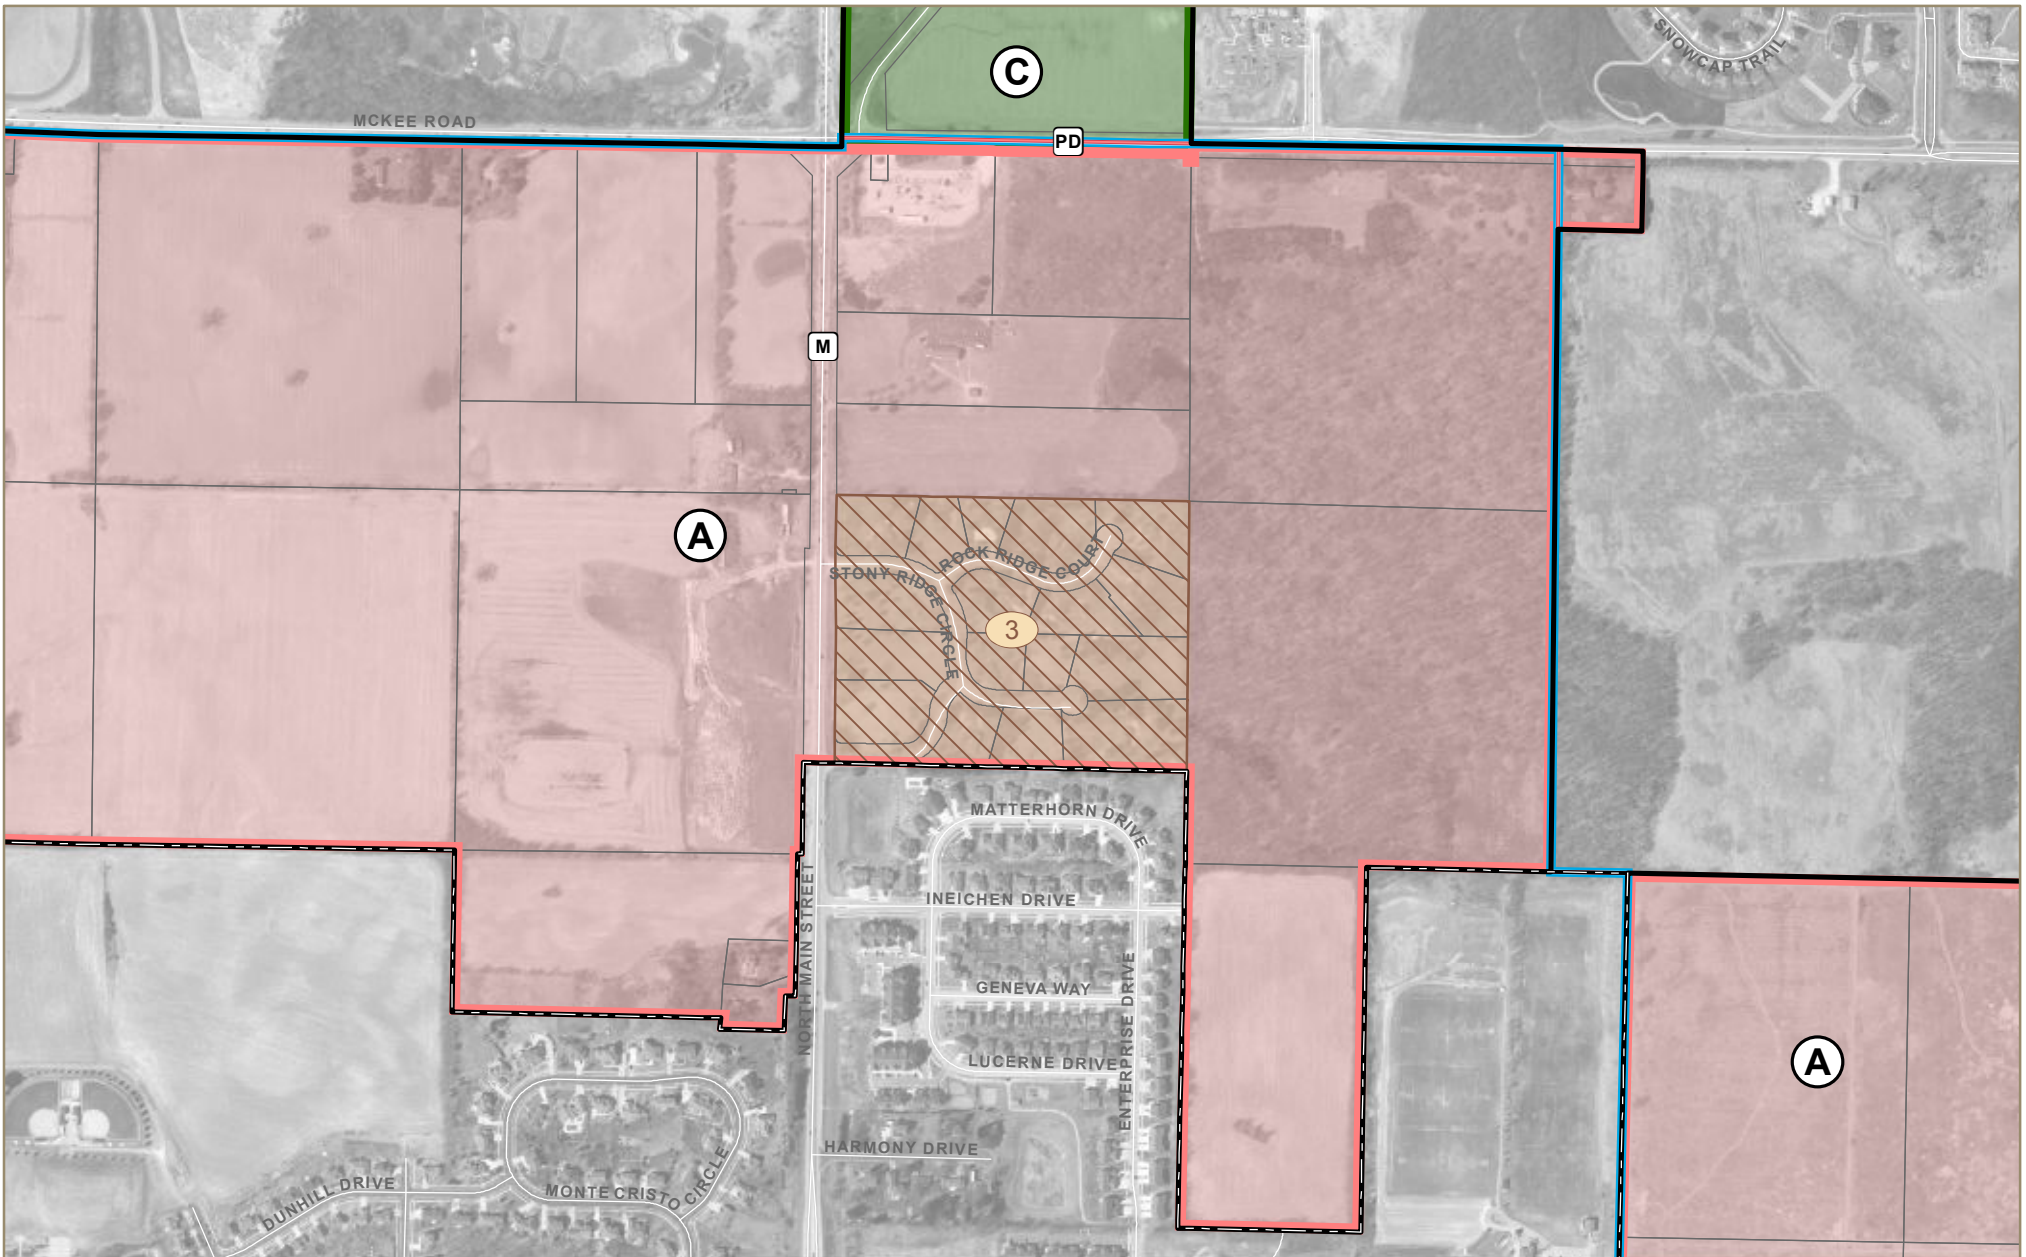 SNOWCAP TRAIL
C
MCKEE ROAD
PD
M
A
ROCK RIDGE COURT
STONY RIDGE CIRCLE
3
MATTERHORN DRIVE
INEICHEN DRIVE
NORTH MAIN STREET
GENEVA WAY
ENTERPRISE DRIVE
LUCERNE DRIVE
A
HARMONY DRIVE
DUNHILL DRIVE
MONTE CRISTO CIRCLE